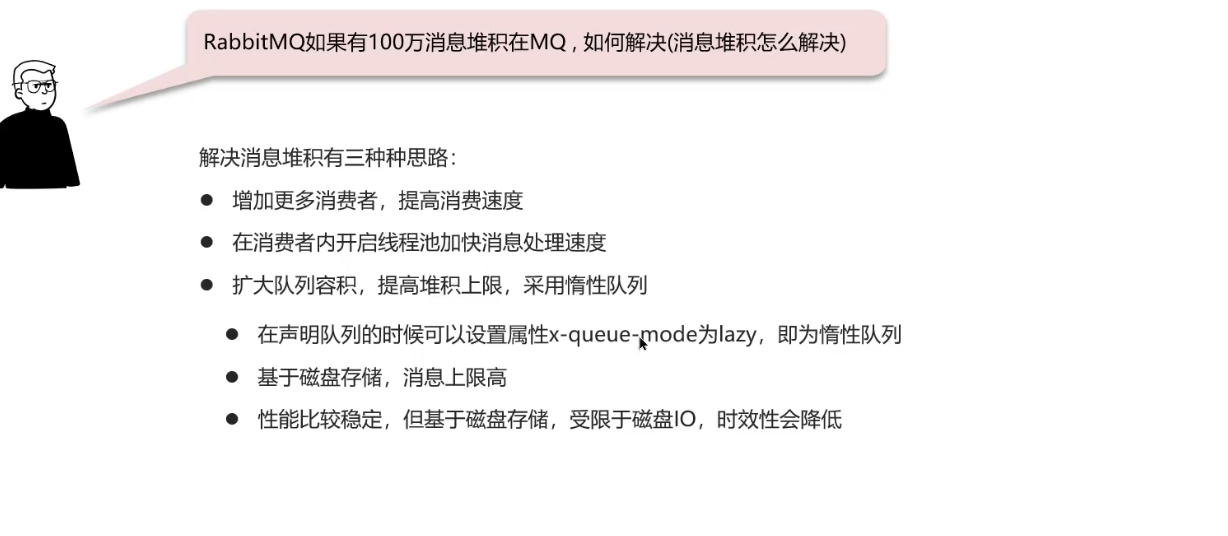 RabbitMQ如果有100万消息堆积在MQ , 如何解决(消息堆积怎么解决)
解决消息堆积有三种种思路：
● 增加更多消费者，提高消费速度
● 在消费者内开启线程池加快消息处理速度
● 扩大队列容积，提高堆积上限，采用惰性队列
● 在声明队列的时候可以设置属性x-queue-mode为lazy，即为惰性队列
● 基于磁盘存储，消息上限高
● 性能比较稳定，但基于磁盘存储，受限于磁盘IO，时效性会降低